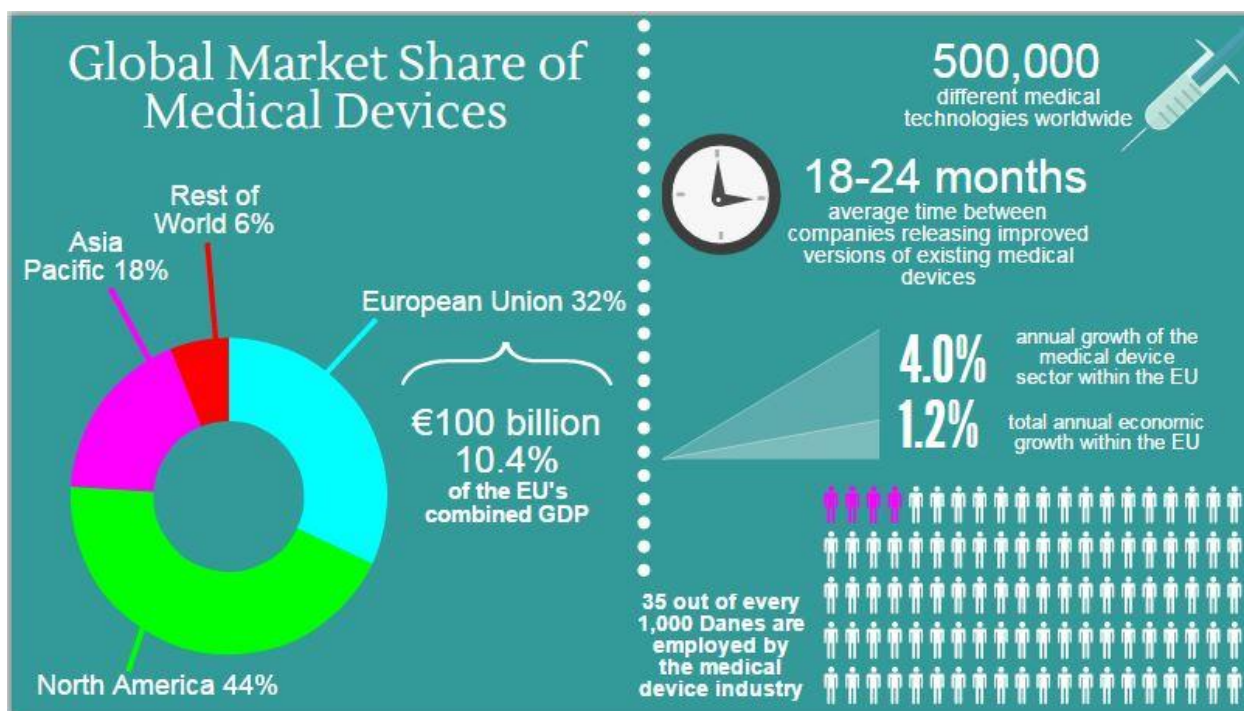 Global Market Share of
Medical Devices
Rest of
World 6%
Asia
Pacific 18%
European Union 32%
€100 billion
10.4%
of the EU's
combined GDP
North America 44%
500,000
different medical
technologies worldwide
18-24 months
average time between
companies releasing improved
versions of existing medical
devices
4.0%
annual growth of the
medical device
sector within the EU
1.2%
total annual economic
growth within the EU
35 out of every
1,000 Danes are
employed by
the medical
device industry